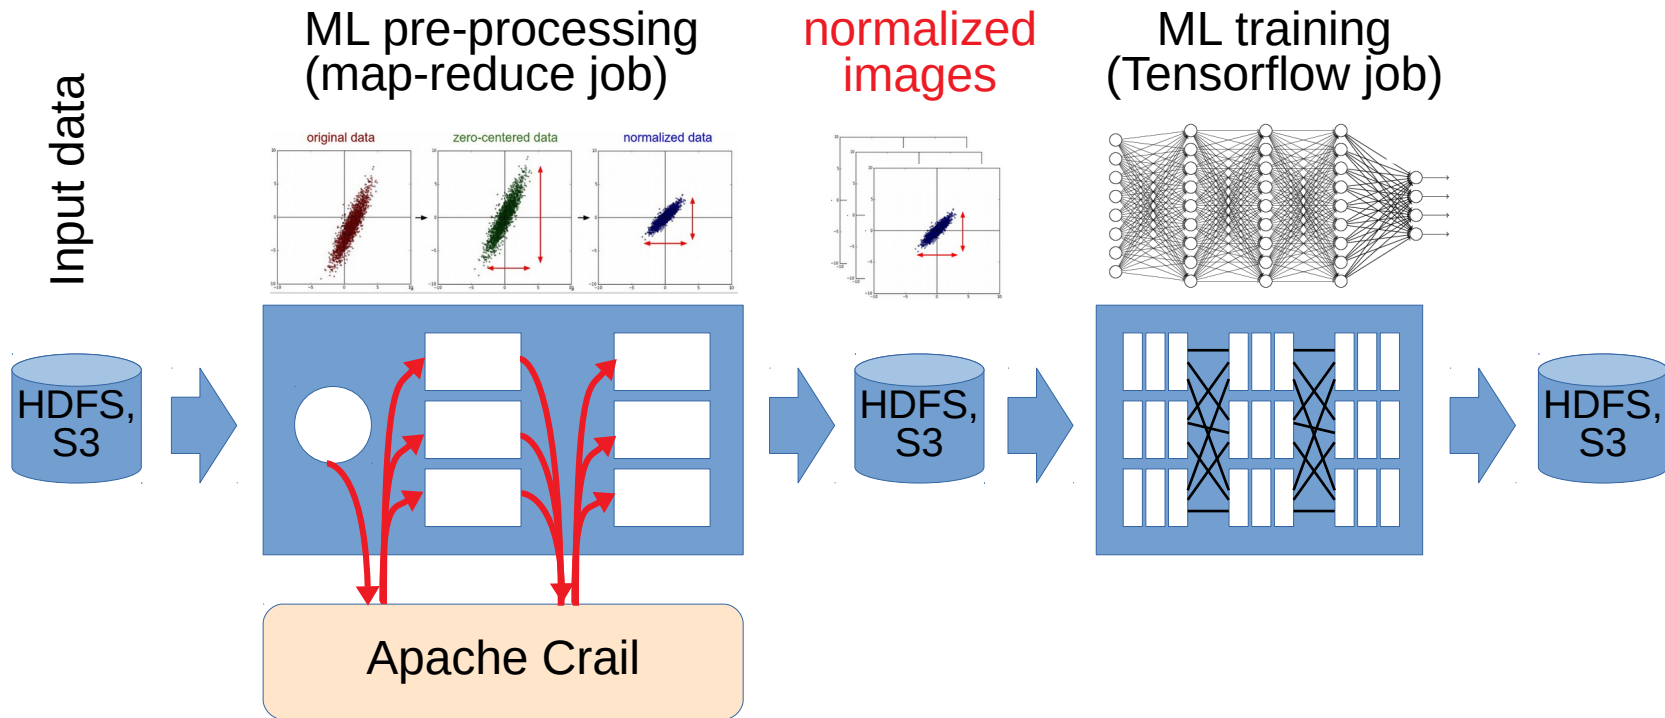 Input data
ML pre-processing
(map-reduce job)
normalized
images
ML training
(Tensorflow job)
original data
zero-centered data
normalized data
HDFS,
S3
HDFS,
S3
HDFS,
S3
Apache Crail